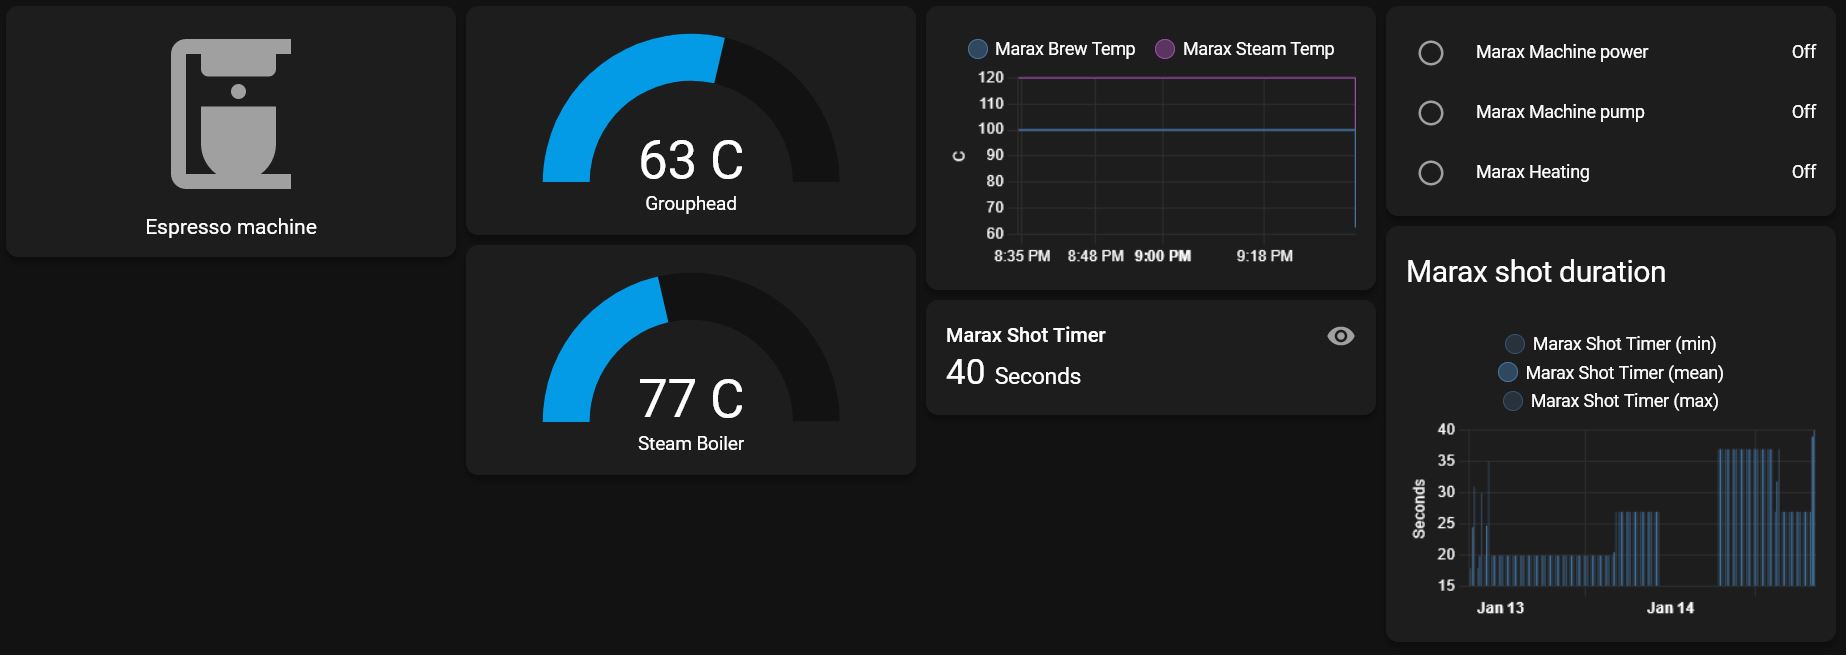 Espresso machine
63 C
Grouphead
77 C
Steam Boiler
Marax Brew Temp
Marax Steam Temp
120
110
100
90
80
70
60
C
8:35 PM
8:48 PM
9:00 PM
9:18 PM
Marax Shot Timer
40 Seconds
Marax Machine power Off
Marax Machine pump Off
Marax Heating Off
Marax shot duration
Marax Shot Timer (min)
Marax Shot Timer (mean)
Marax Shot Timer (max)
40
35
30
25
20
15
Seconds
Jan 13
Jan 14